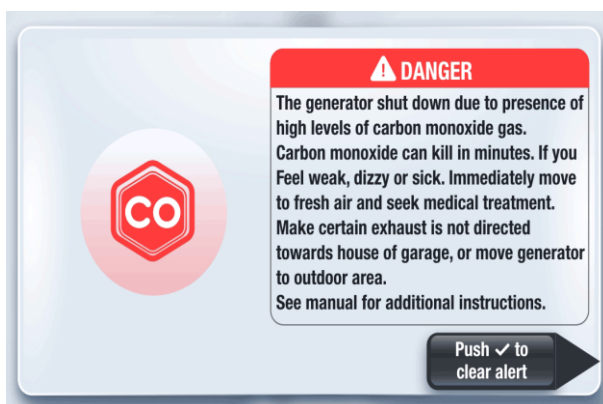 CO
DANGER
The generator shut down due to presence of
high levels of carbon monoxide gas.
Carbon monoxide can kill in minutes. If you
Feel weak, dizzy or sick. Immediately move
to fresh air and seek medical treatment.
Make certain exhaust is not directed
towards house of garage, or move generator
to outdoor area.
See manual for additional instructions.
Push ✓ to
clear alert